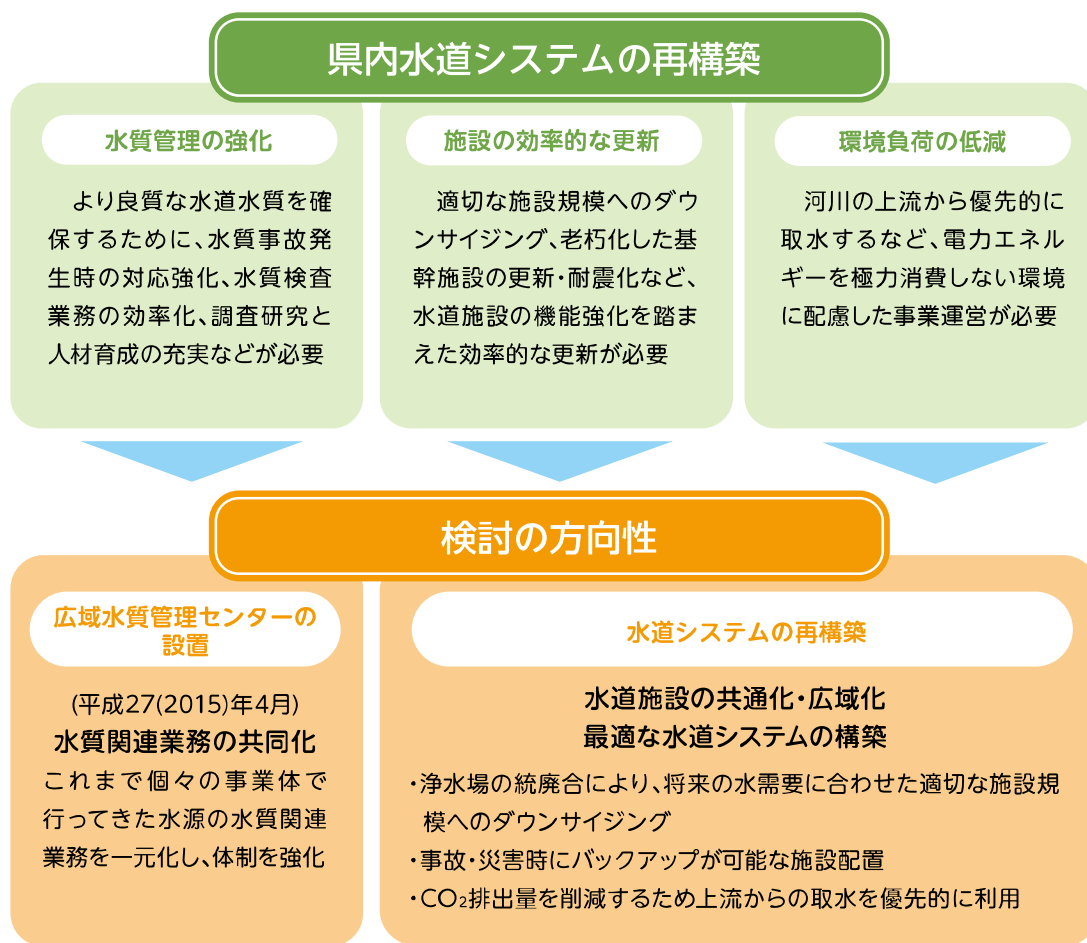 県内水道システムの再構築
水質管理の強化
より良質な水道水質を確
保するために、水質事故発
生時の対応強化、水質検査
業務の効率化、調査研究と
人材育成の充実などが必要
施設の効率的な更新
適切な施設規模へのダウ
ンサイジング、老朽化した基
幹施設の更新・耐震化など、
水道施設の機能強化を踏ま
えた効率的な更新が必要
環境負荷の低減
河川の上流から優先的に
取水するなど、電力エネル
ギーを極力消費しない環境
に配慮した事業運営が必要
検討の方向性
広域水質管理センターの
設置
(平成27(2015)年4月)
水質関連業務の共同化
これまで個々の事業体で
行ってきた水源の水質関連
業務を一元化し、体制を強化
水道システムの再構築
水道施設の共通化・広域化
最適な水道システムの構築
・浄水場の統廃合により、将来の水需要に合わせた適切な施設規
模へのダウンサイジング
・事故・災害時にバックアップが可能な施設配置
・CO₂排出量を削減するため上流からの取水を優先的に利用